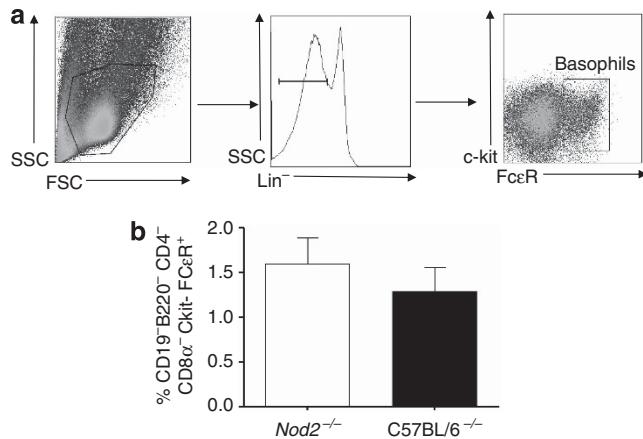 a
SSC
FSC
SSC
Lin⁻
Basophils
c-kit
FcεR
b
% CD19⁻B220⁻ CD4⁻
CD8α⁻ Ckit- FCεR⁺
2.0
1.5
1.0
0.5
0.0
Nod2⁻/⁻
C57BL/6⁻/⁻